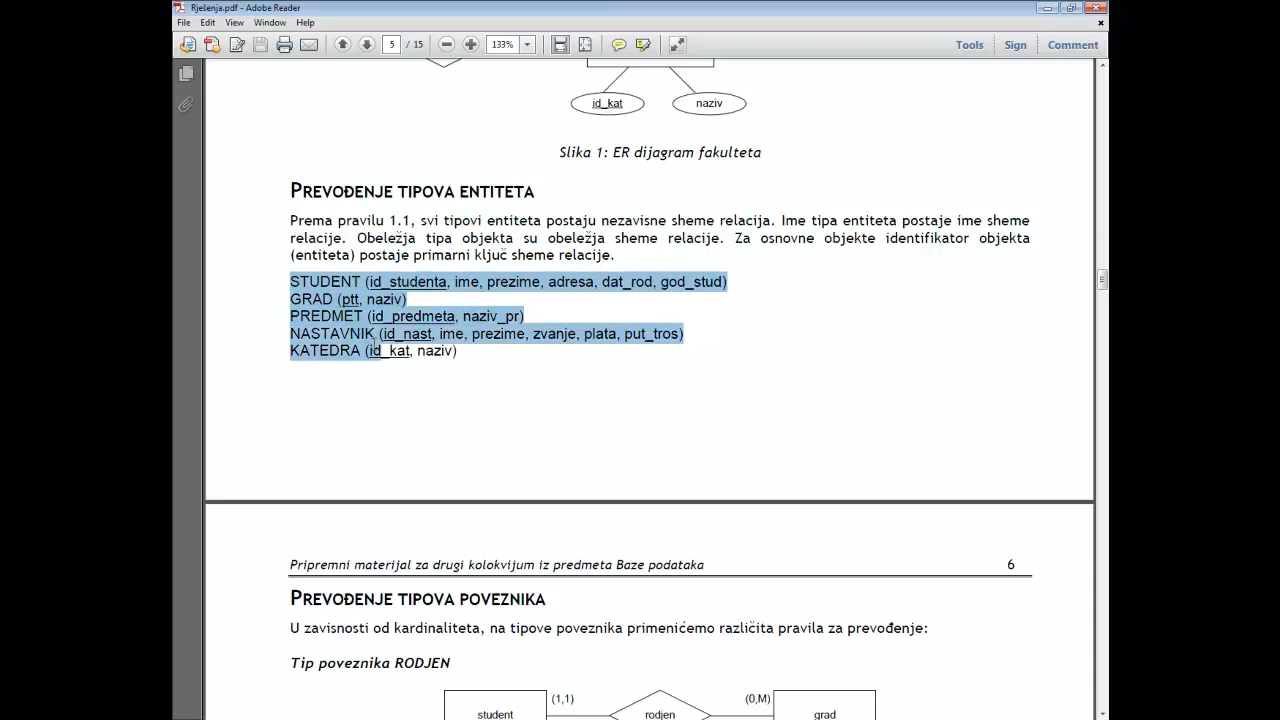 Rješenja.pdf - Adobe Reader
File Edit View Window Help
5 / 15 133% Tools Sign Comment
id_kat naziv
Slika 1: ER dijagram fakulteta
PREVOĐENJE TIPOVA ENTITETA
Prema pravilu 1.1, svi tipovi entiteta postaju nezavisne sheme relacija. Ime tipa entiteta postaje ime sheme
relacije. Obeležja tipa objekta su obeležja sheme relacije. Za osnovne objekte identifikator objekta
(entiteta) postaje primarni ključ sheme relacije.
STUDENT (id_studenta, ime, prezime, adresa, dat_rod, god_stud)
GRAD (ptt, naziv)
PREDMET (id_predmeta, naziv_pr)
NASTAVNIK (id_nast, ime, prezime, zvanje, plata, put_tros)
KATEDRA (id_kat, naziv)
Pripremni materijal za drugi kolokvijum iz predmeta Baze podataka 6
PREVOĐENJE TIPOVA POVEZNIKA
U zavisnosti od kardinaliteta, na tipove poveznika primenićemo različita pravila za prevođenje:
Tip poveznika RODJEN
(1,1) (0,M)
student rodjen grad